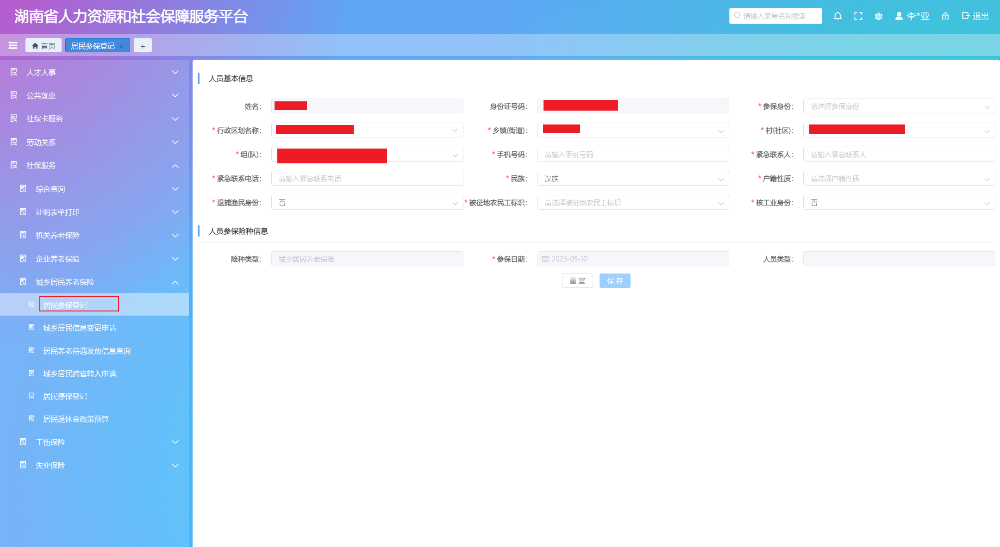 湖南省人力资源和社会保障服务平台
请输入菜单名称搜索
李*亚
退出
首页
居民参保登记 ×
+
人才人事
公共就业
社保卡服务
劳动关系
社保服务
综合查询
证明表单打印
机关养老保险
企业养老保险
城乡居民养老保险
居民参保登记
城乡居民信息变更申请
居民养老待遇发放信息查询
城乡居民跨省转入申请
居民停保登记
居民退休金政策预算
工伤保险
失业保险
人员基本信息
姓名: 身份证号码: *参保身份: 请选择参保身份
*行政区划名称: *乡镇(街道): *村(社区):
*组(队): *手机号码: 请输入手机号码 *紧急联系人: 请输入紧急联系人
*紧急联系电话: 请输入紧急联系电话 *民族: 汉族 *户籍性质: 请选择户籍性质
*退捕渔民身份: 否 *被征地农民工标识: 请选择被征地农民工标识 *核工业身份: 否
人员参保险种信息
险种类型: 城乡居民养老保险 *参保日期: 2023-05-10 人员类型:
重置 保存